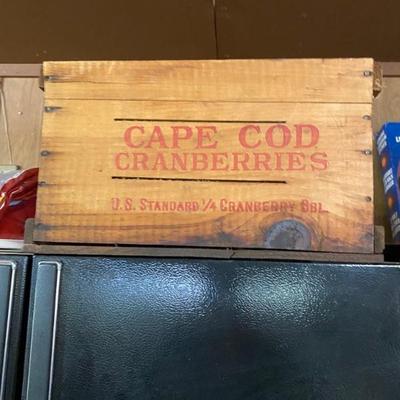 CAPE COD
CRANBERRIES
U.S. STANDARD 1/4 CRANBERRY BBL.